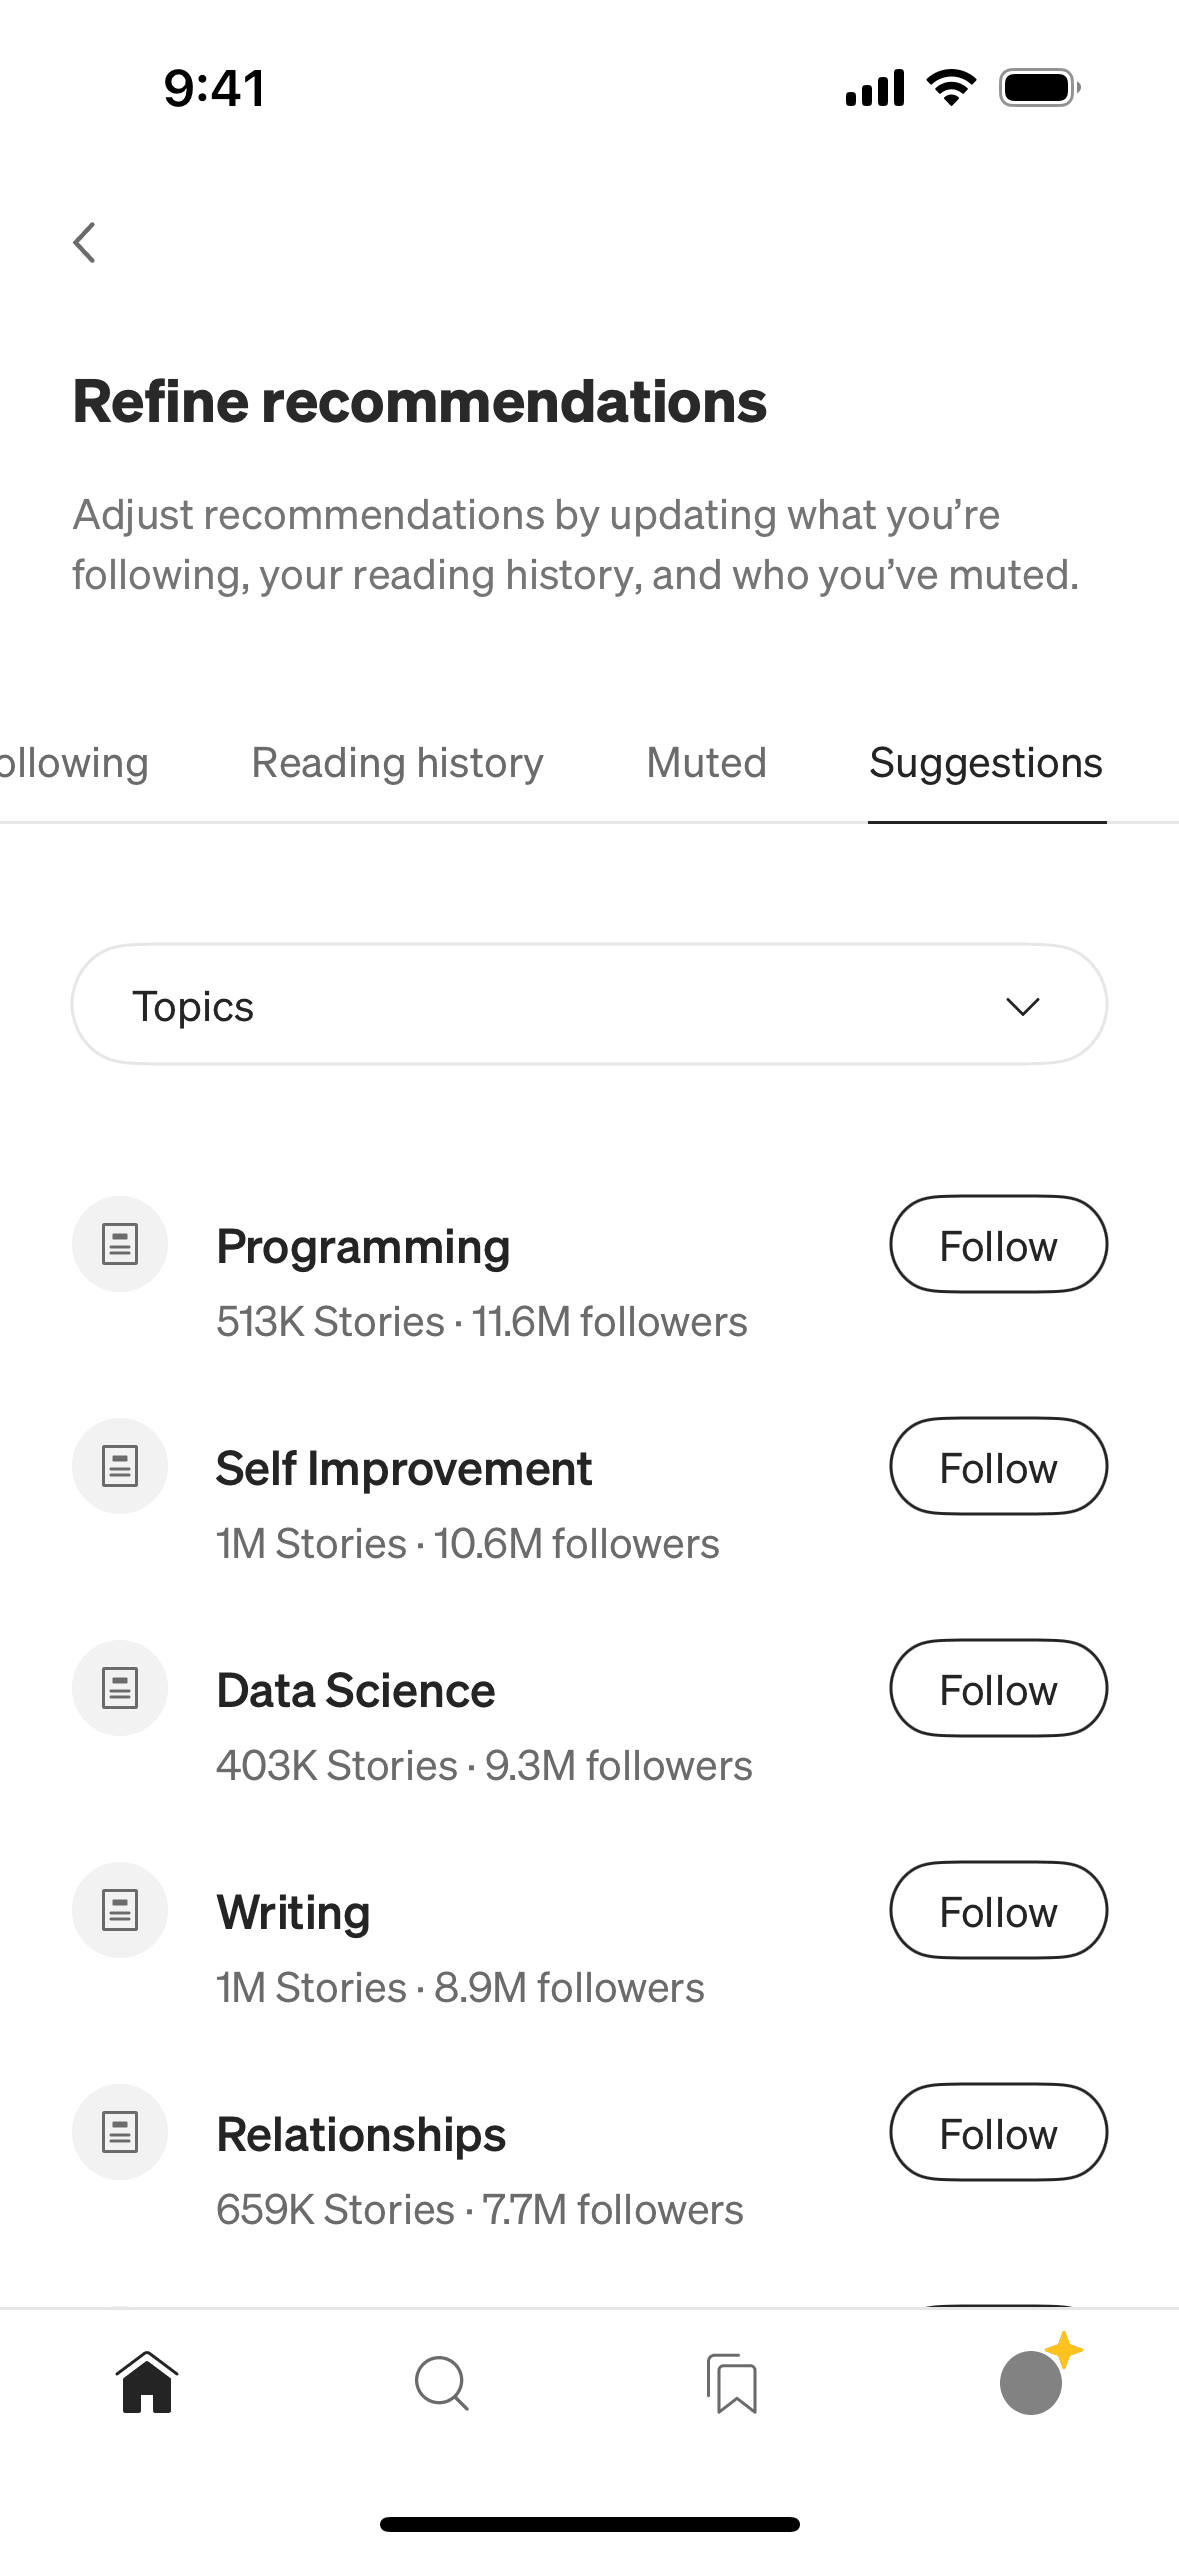 9:41
Refine recommendations
Adjust recommendations by updating what you’re
following, your reading history, and who you’ve muted.
ollowing Reading history Muted Suggestions
Topics
Programming Follow
513K Stories · 11.6M followers
Self Improvement Follow
1M Stories · 10.6M followers
Data Science Follow
403K Stories · 9.3M followers
Writing Follow
1M Stories · 8.9M followers
Relationships Follow
659K Stories · 7.7M followers